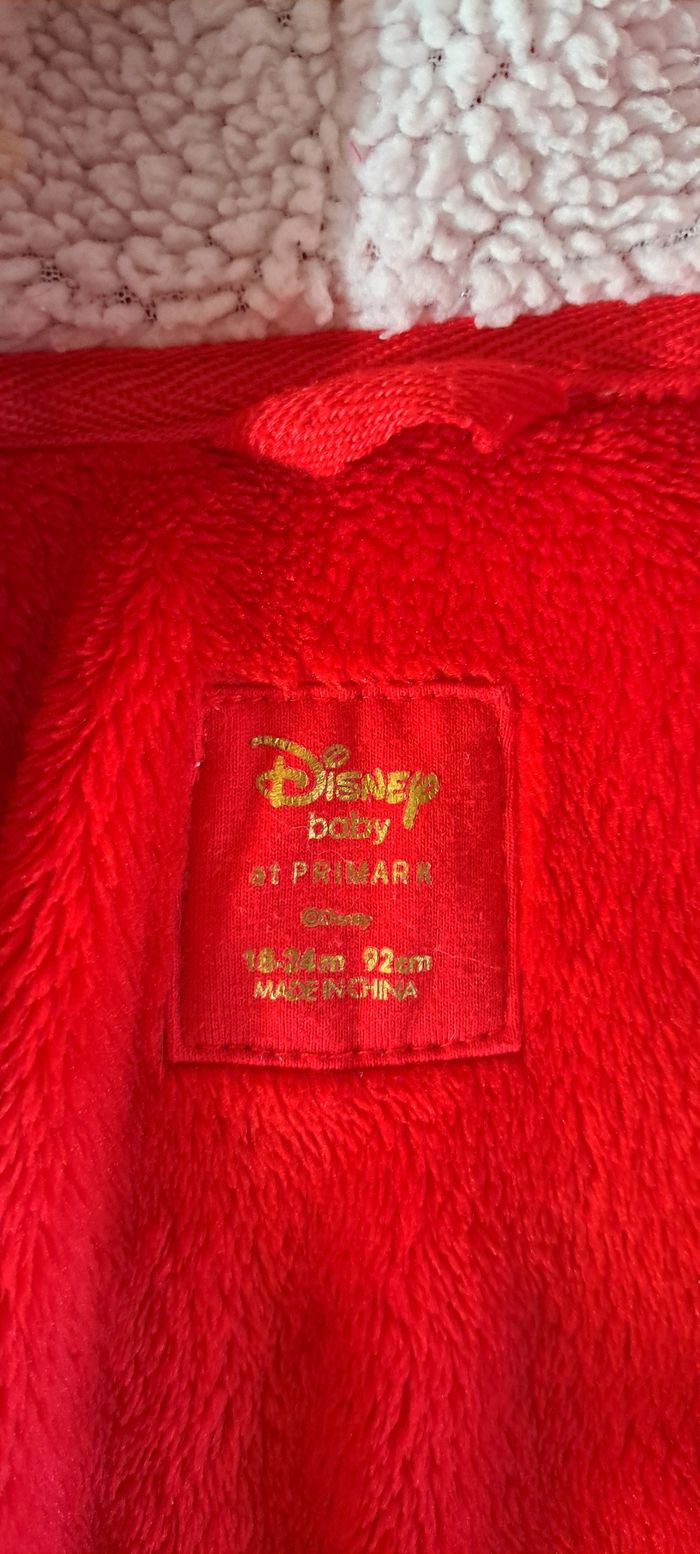 Disney
baby
at PRIMARK
©Disney
18-24m 92cm
MADE IN CHINA